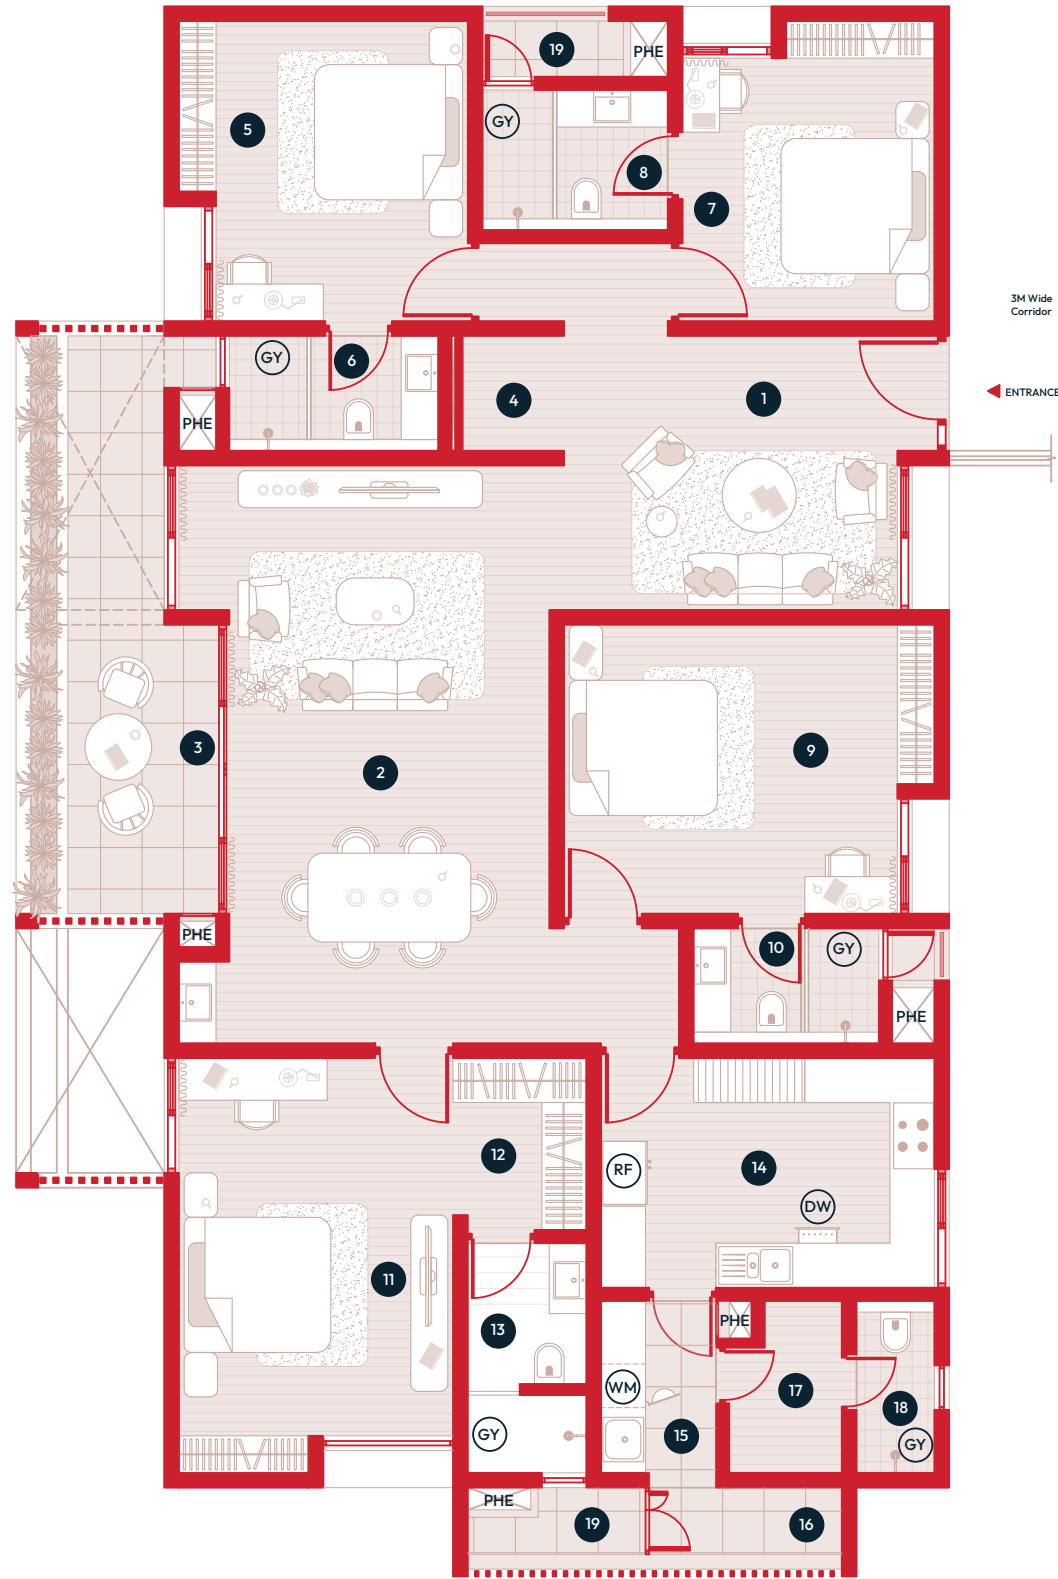 19
PHE
5
GY
8
7
3M Wide
Corridor
GY
6
4
1
ENTRANCE
PHE
3
2
9
PHE
10
GY
PHE
12
14
RF
DW
11
13
PHE
WM
17
18
GY
15
GY
PHE
19
16